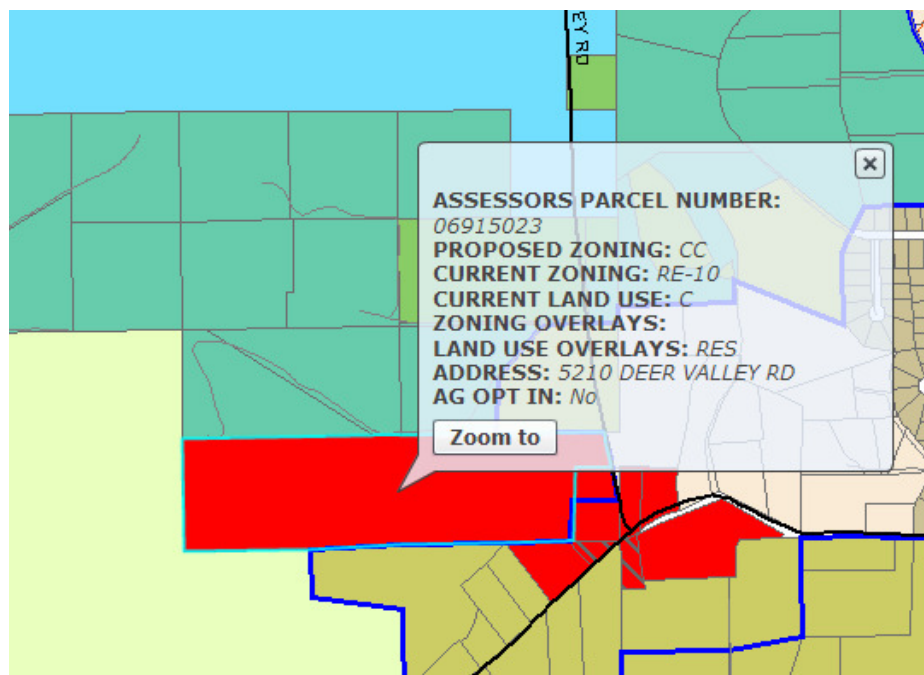 EY RD
×
ASSESSORS PARCEL NUMBER:
06915023
PROPOSED ZONING: CC
CURRENT ZONING: RE-10
CURRENT LAND USE: C
ZONING OVERLAYS:
LAND USE OVERLAYS: RES
ADDRESS: 5210 DEER VALLEY RD
AG OPT IN: No
Zoom to